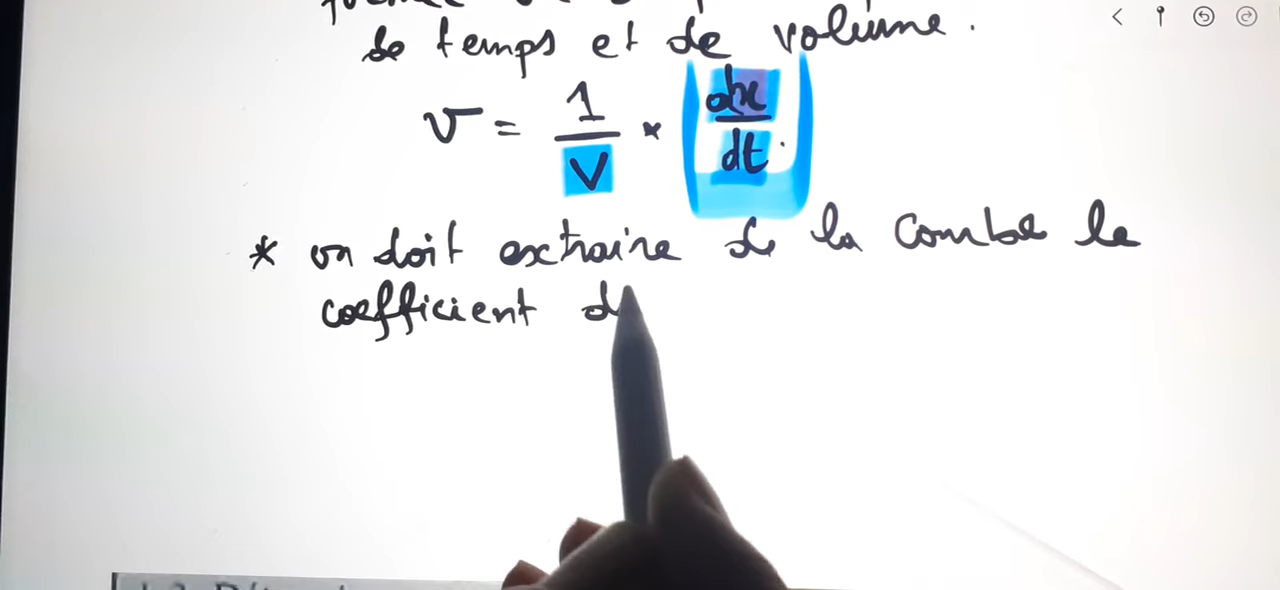 de temps et de volume.
v = 1/V * (dx/dt)
* on doit extraire de la courbe le
coefficient d